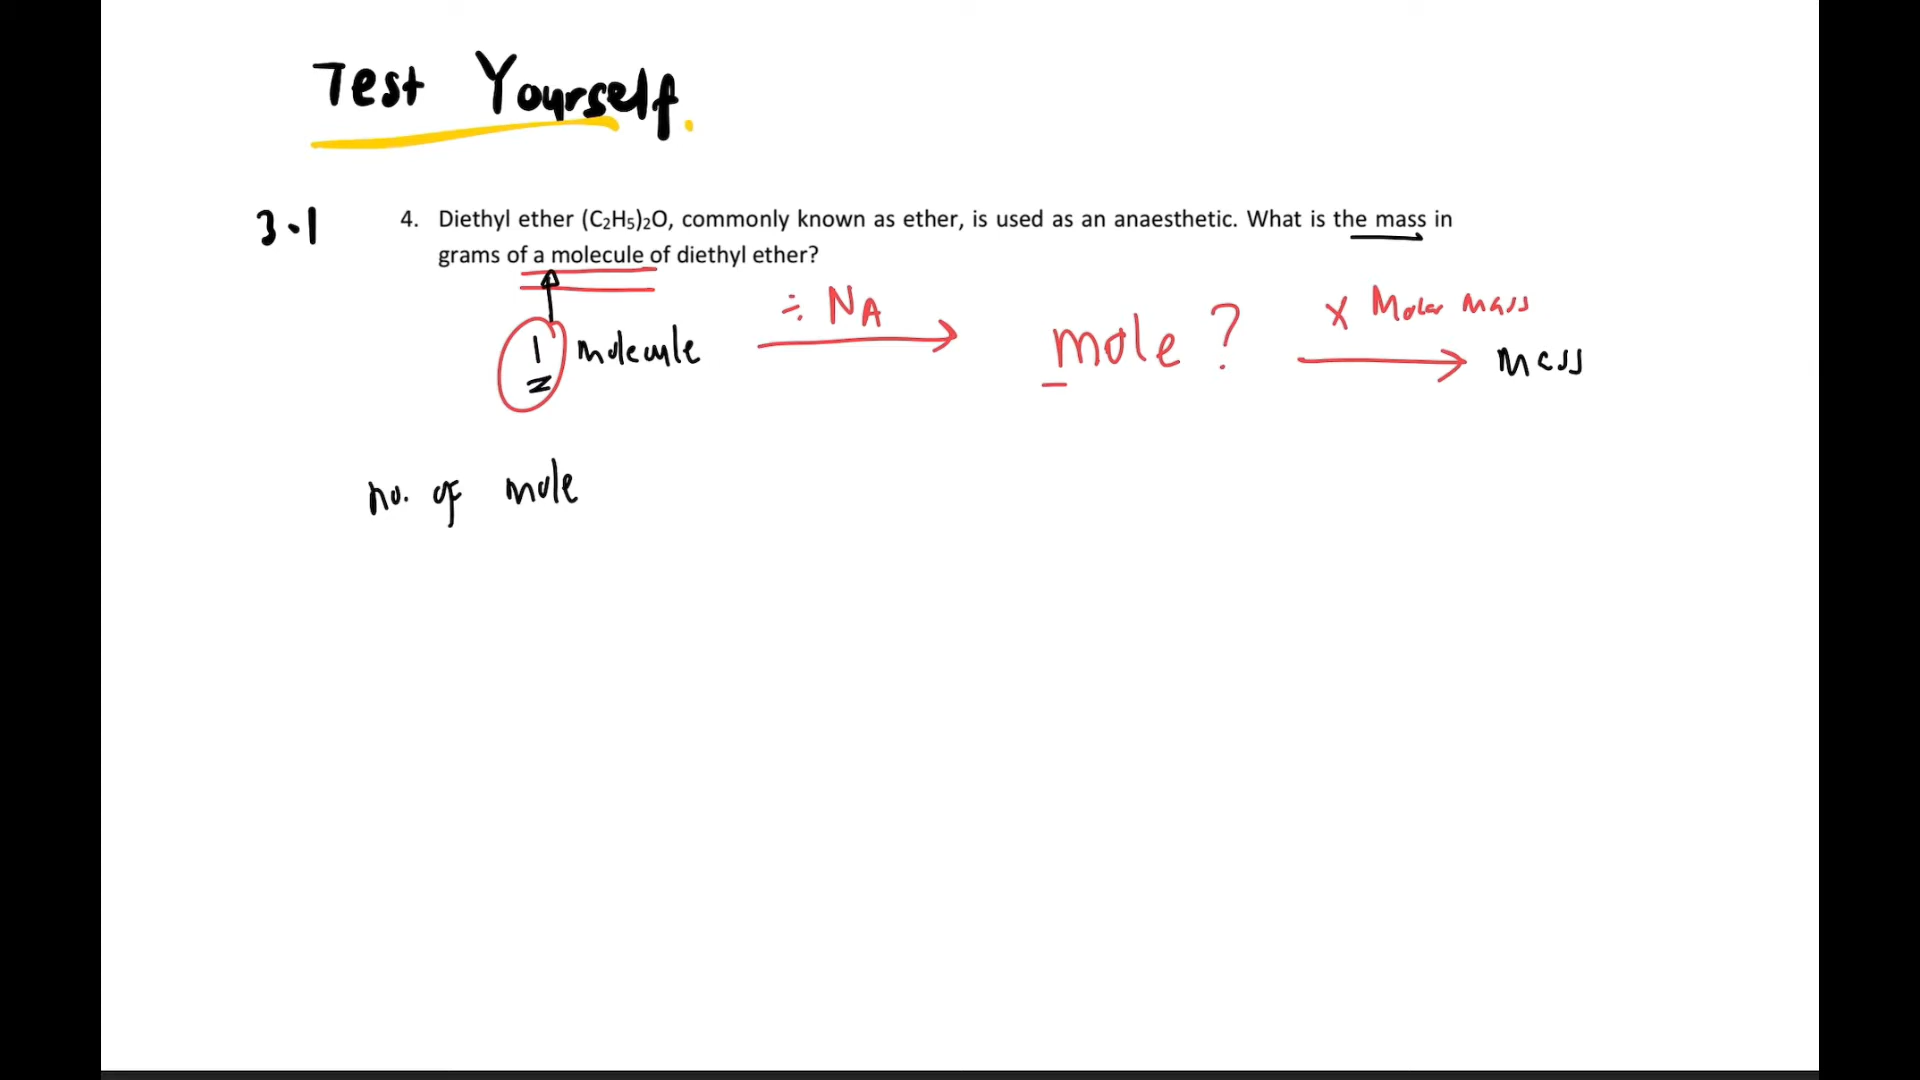 Test Yourself.
3.1
4. Diethyl ether (C₂H₅)₂O, commonly known as ether, is used as an anaesthetic. What is the mass in
grams of a molecule of diethyl ether?
÷ NA
x Molar Mass
1 molecule
mole ?
mass
no. of mole